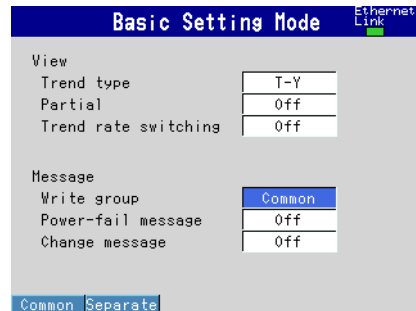 Basic Setting Mode
Ethernet
Link
View
Trend type T-Y
Partial Off
Trend rate switching Off
Message
Write group Common
Power-fail message Off
Change message Off
Common Separate